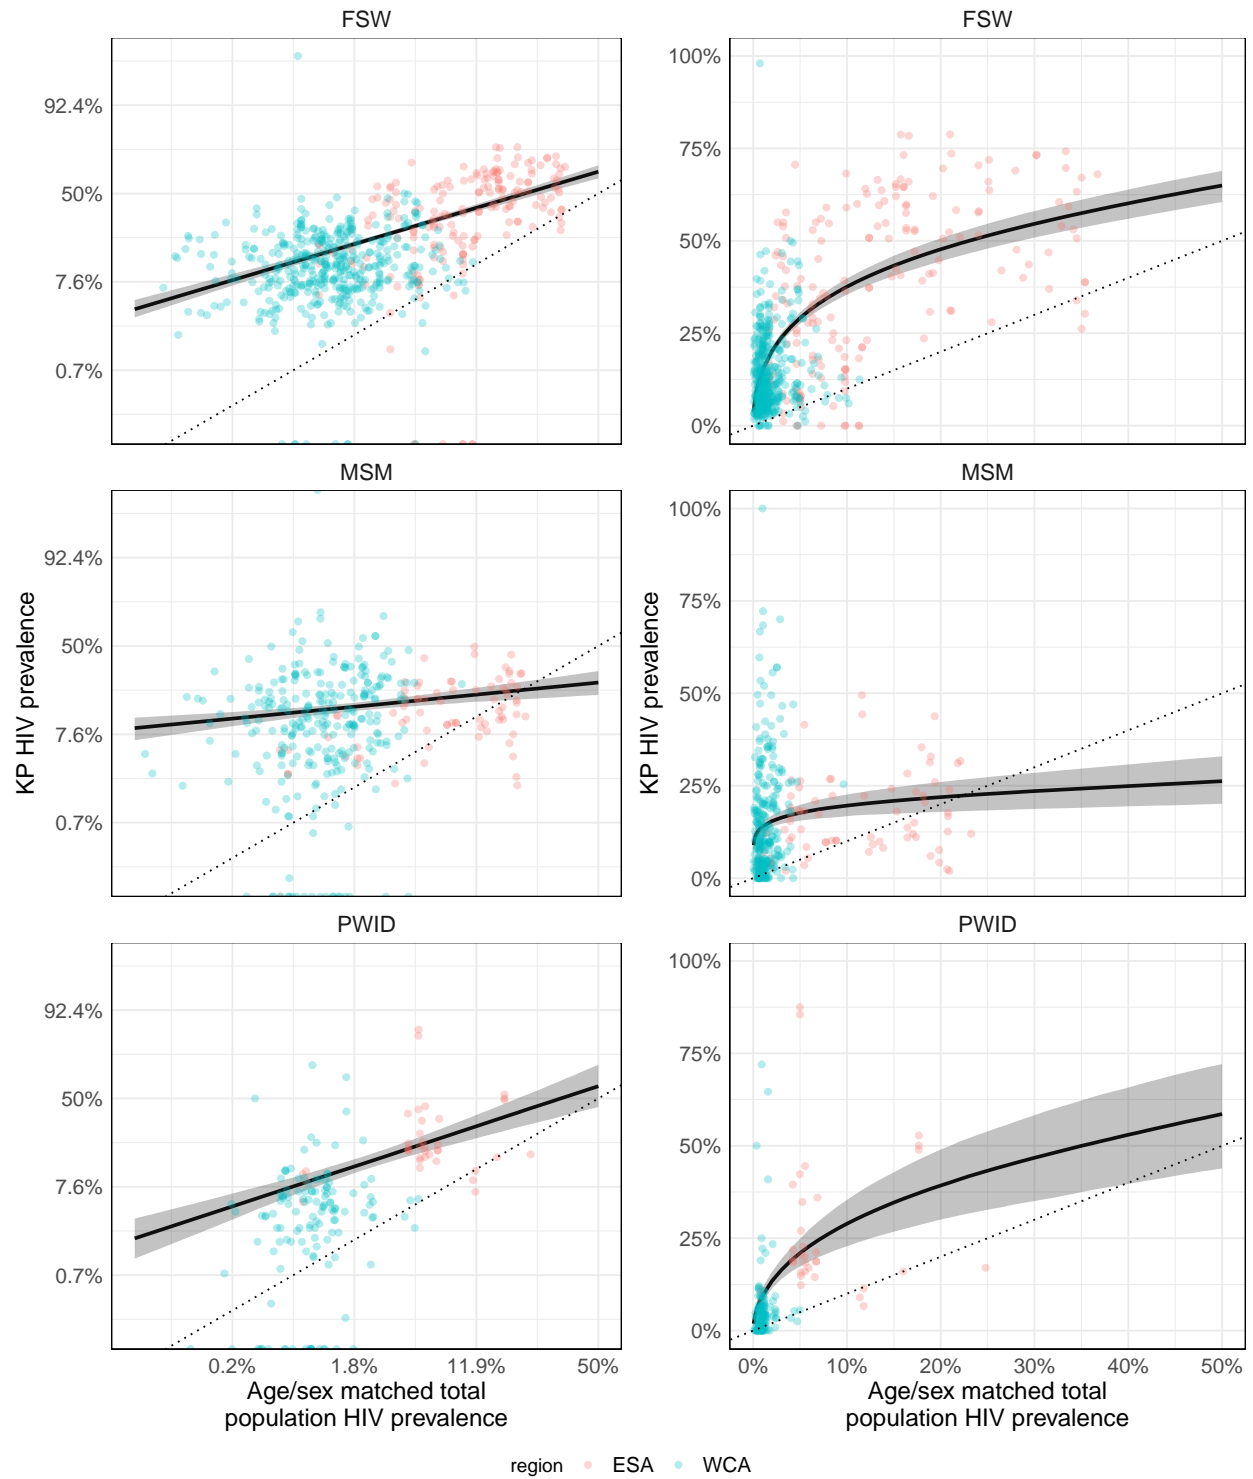 FSW
FSW
92.4%
50%
7.6%
0.7%
100%
75%
50%
25%
0%
MSM
MSM
KP HIV prevalence
92.4%
50%
7.6%
0.7%
KP HIV prevalence
100%
75%
50%
25%
0%
PWID
PWID
92.4%
50%
7.6%
0.7%
100%
75%
50%
25%
0%
0.2% 1.8% 11.9% 50%
0% 10% 20% 30% 40% 50%
Age/sex matched total
population HIV prevalence
Age/sex matched total
population HIV prevalence
region ESA WCA